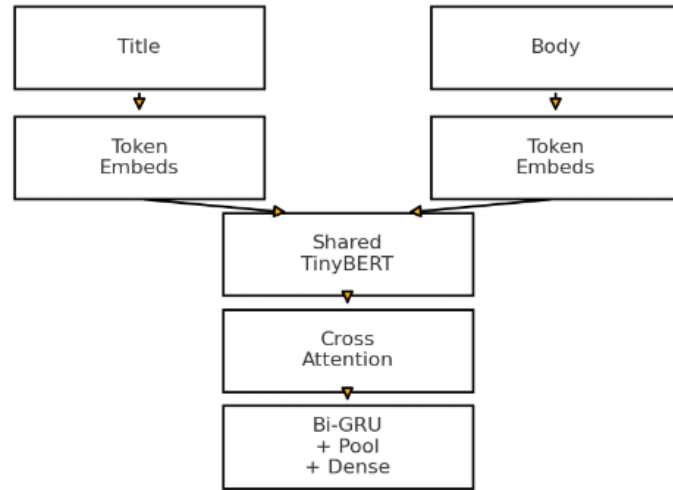 Title
Body
Token
Embeds
Token
Embeds
Shared
TinyBERT
Cross
Attention
Bi-GRU
+ Pool
+ Dense